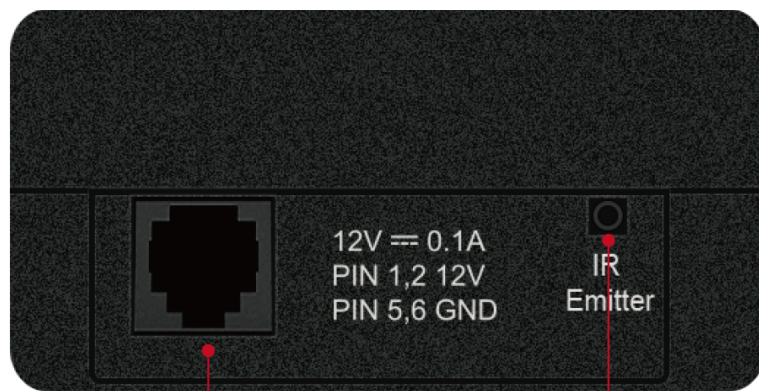 12V ⎓ 0.1A
PIN 1,2 12V
PIN 5,6 GND
IR
Emitter